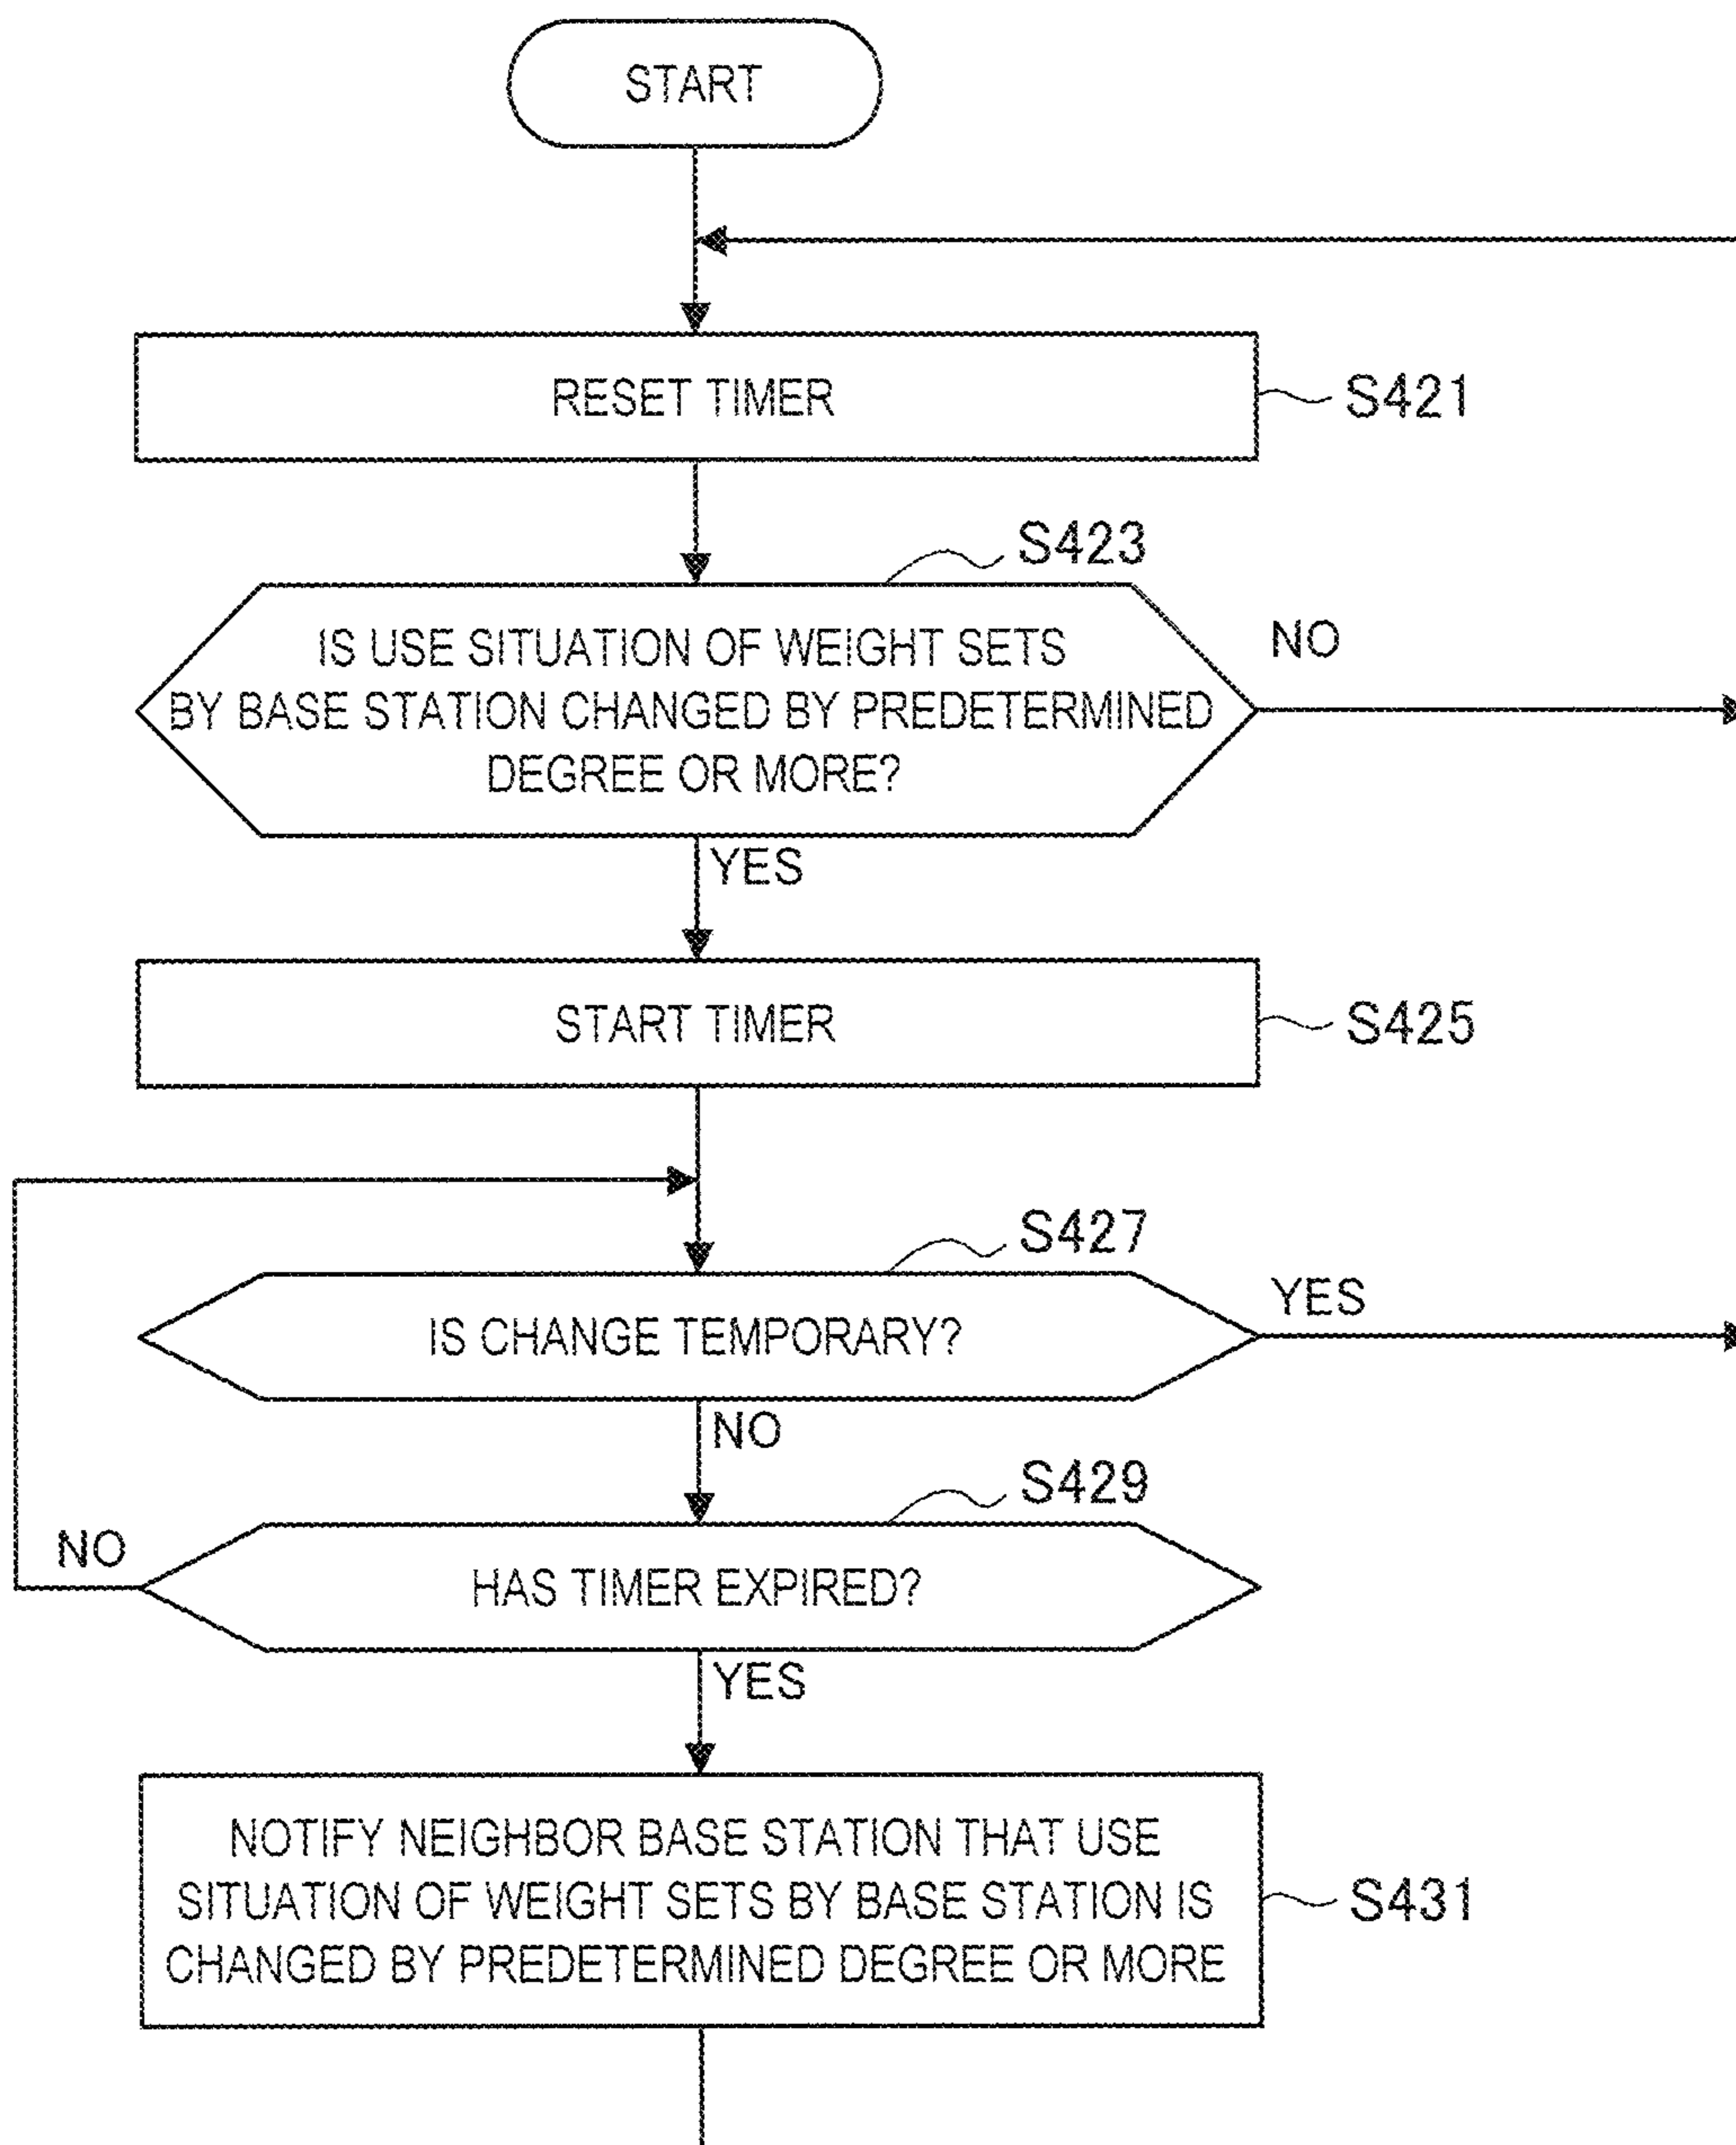 START
RESET TIMER
S421
S423
IS USE SITUATION OF WEIGHT SETS
BY BASE STATION CHANGED BY PREDETERMINED
DEGREE OR MORE?
NO
YES
START TIMER
S425
S427
IS CHANGE TEMPORARY?
YES
NO
S429
HAS TIMER EXPIRED?
NO
YES
NOTIFY NEIGHBOR BASE STATION THAT USE
SITUATION OF WEIGHT SETS BY BASE STATION IS
CHANGED BY PREDETERMINED DEGREE OR MORE
S431